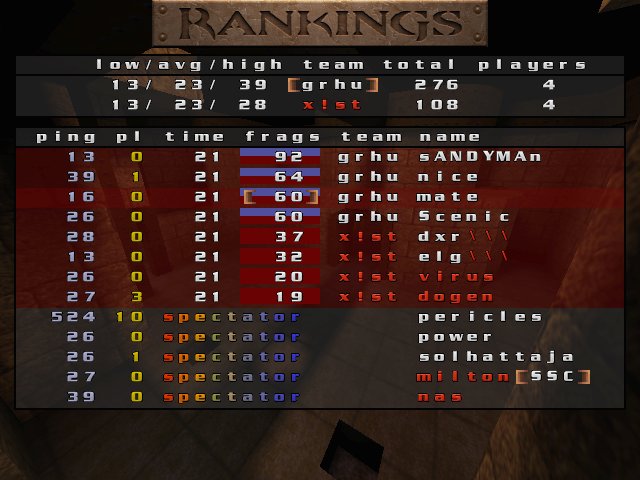 RANKINGS
low/avg/high team total players
13/ 23/ 39 [grhu] 276 4
13/ 23/ 28 x!st 108 4
ping pl time frags team name
13 0 21 92 grhu sANDYMAn
39 1 21 64 grhu nice
16 0 21 [60] grhu mate
26 0 21 60 grhu Scenic
28 0 21 37 x!st dxr\\\
13 0 21 32 x!st elg\\\
26 0 21 20 x!st virus
27 3 21 19 x!st dogen
524 10 spectator pericles
26 0 spectator power
26 1 spectator solhattaja
27 0 spectator milton[SSC]
39 0 spectator nas